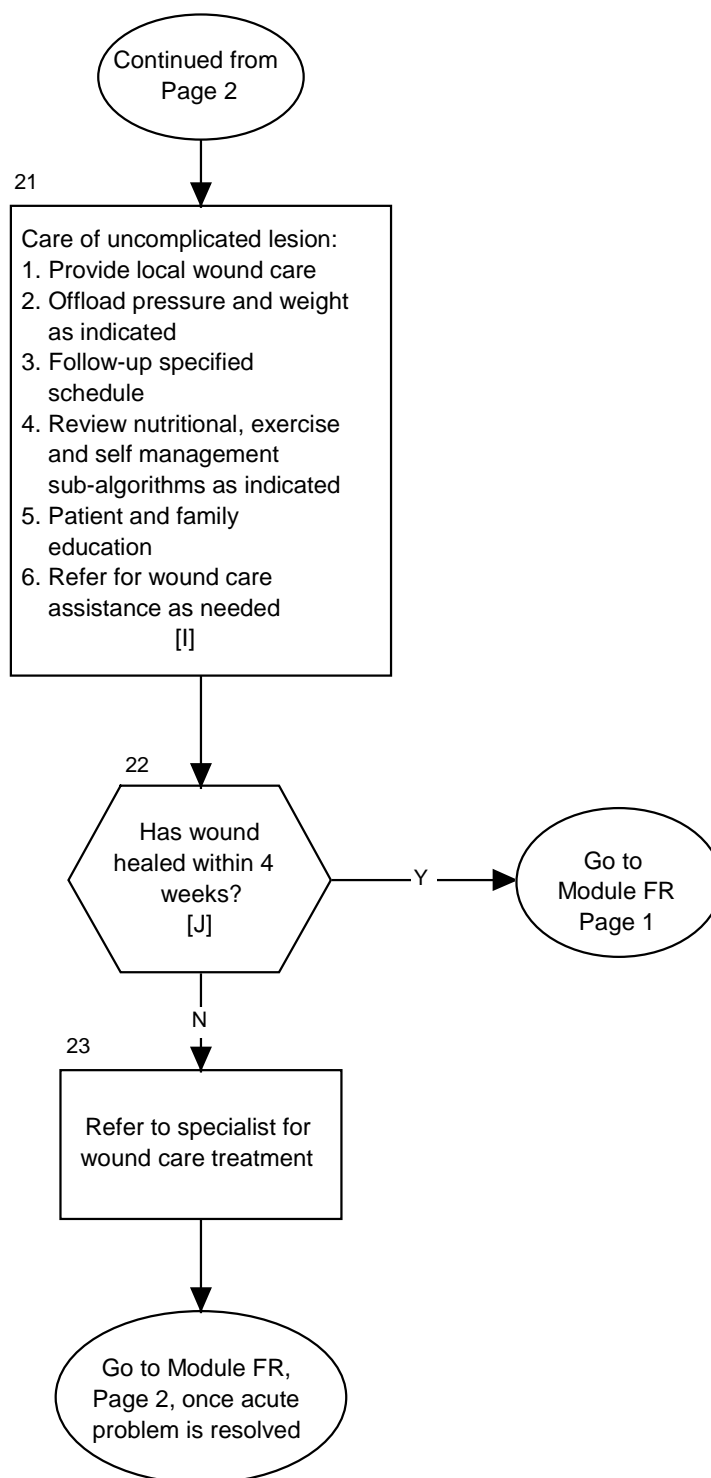 Continued from
Page 2
21
Care of uncomplicated lesion:
1. Provide local wound care
2. Offload pressure and weight
as indicated
3. Follow-up specified
schedule
4. Review nutritional, exercise
and self management
sub-algorithms as indicated
5. Patient and family
education
6. Refer for wound care
assistance as needed
[I]
22
Has wound
healed within 4
weeks?
[J]
Y
Go to
Module FR
Page 1
N
23
Refer to specialist for
wound care treatment
Go to Module FR,
Page 2, once acute
problem is resolved